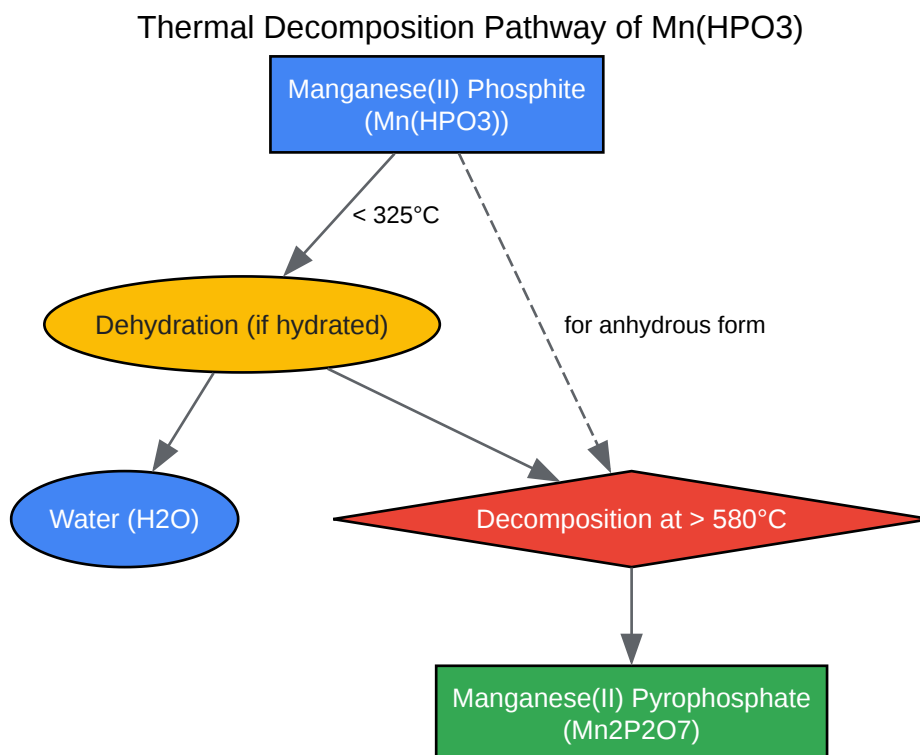 Thermal Decomposition Pathway of Mn(HPO3)
Manganese(II) Phosphite
(Mn(HPO3))
< 325°C
Dehydration (if hydrated)
for anhydrous form
Water (H2O)
Decomposition at > 580°C
Manganese(II) Pyrophosphate
(Mn2P2O7)